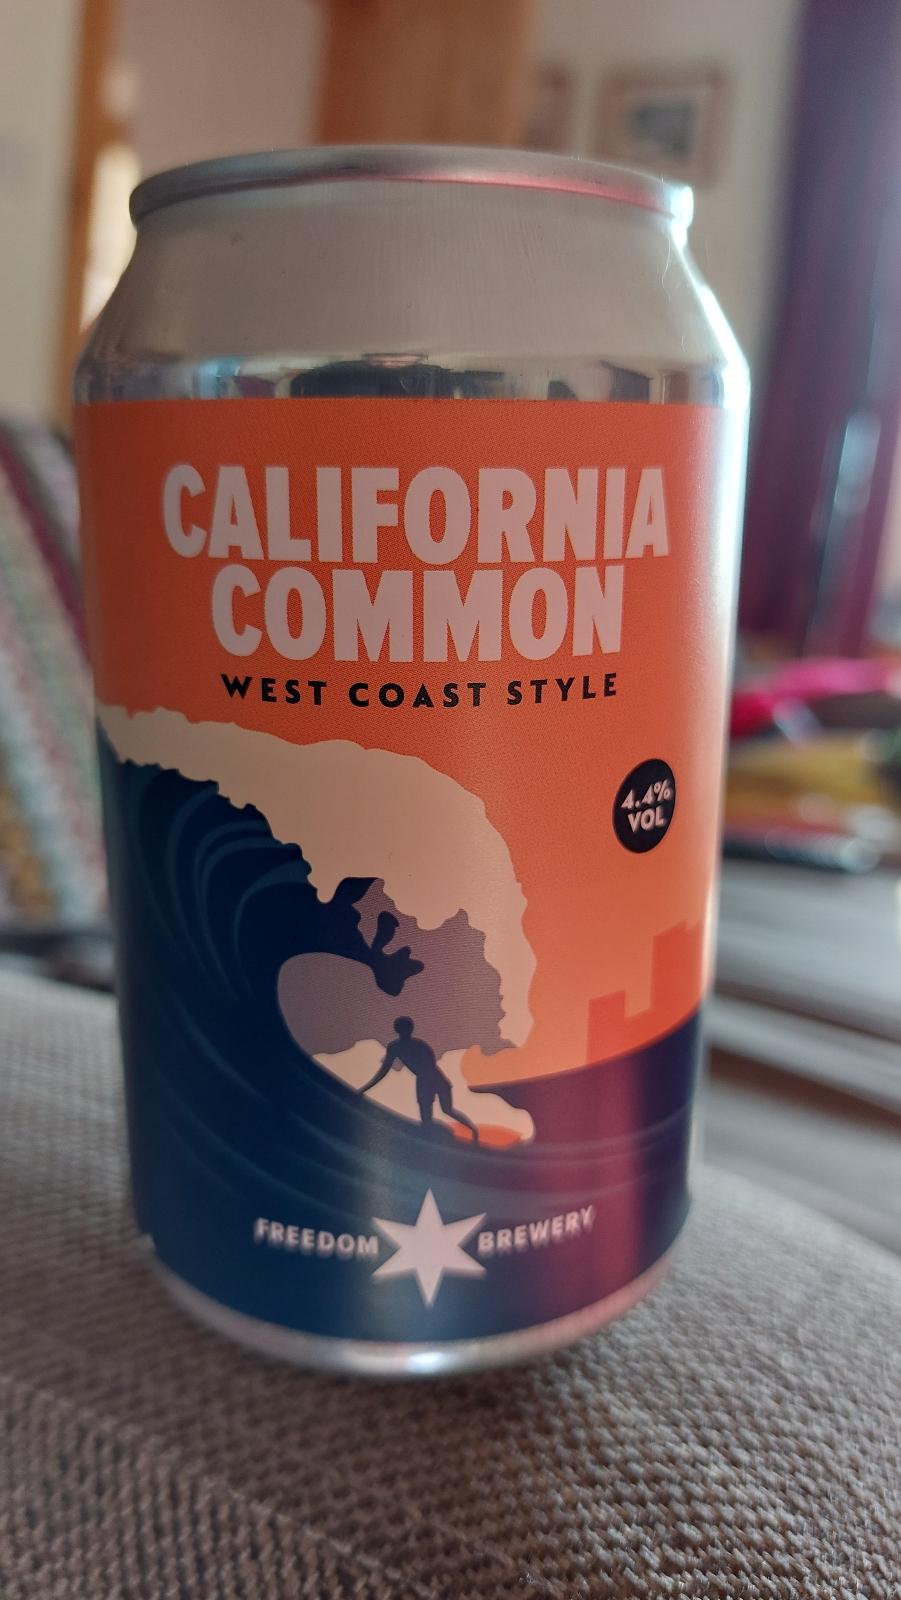 CALIFORNIA
COMMON
WEST COAST STYLE
4.4%
VOL
FREEDOM BREWERY